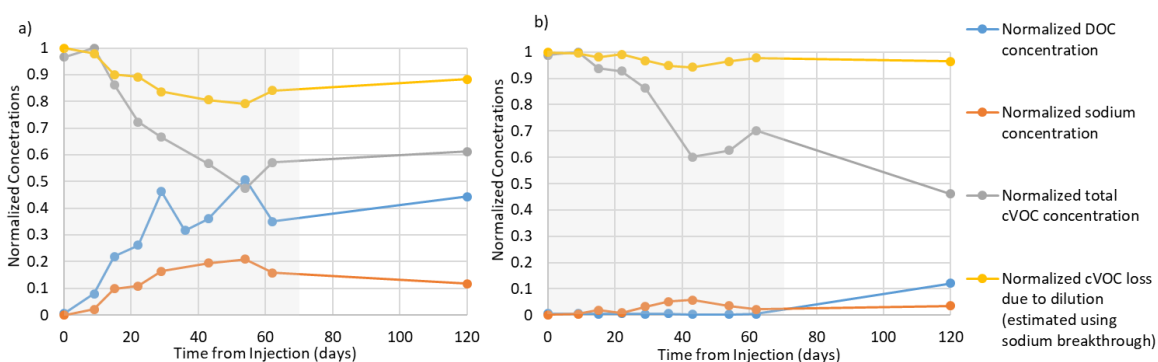 a)
1
0.9
0.8
0.7
0.6
0.5
0.4
0.3
0.2
0.1
0
0 20 40 60 80 100 120
Normalized Concetrations
Time from Injection (days)
b)
1
0.9
0.8
0.7
0.6
0.5
0.4
0.3
0.2
0.1
0
0 20 40 60 80 100 120
Normalized Concentrations
Time from Injection (days)
Normalized DOC
concentration
Normalized sodium
concentration
Normalized total
cVOC concentration
Normalized cVOC loss
due to dilution
(estimated using
sodium breakthrough)